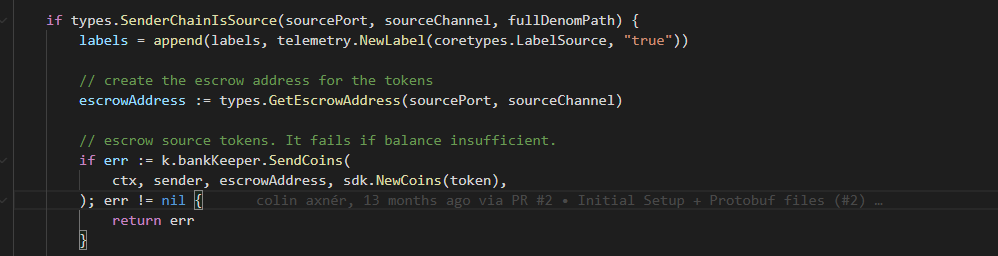 if types.SenderChainIsSource(sourcePort, sourceChannel, fullDenomPath) {
labels = append(labels, telemetry.NewLabel(coretypes.LabelSource, "true"))
// create the escrow address for the tokens
escrowAddress := types.GetEscrowAddress(sourcePort, sourceChannel)
// escrow source tokens. It fails if balance insufficient.
if err := k.bankKeeper.SendCoins(
ctx, sender, escrowAddress, sdk.NewCoins(token),
); err != nil { colin axnér, 13 months ago via PR #2 • Initial Setup + Protobuf files (#2) …
return err
}